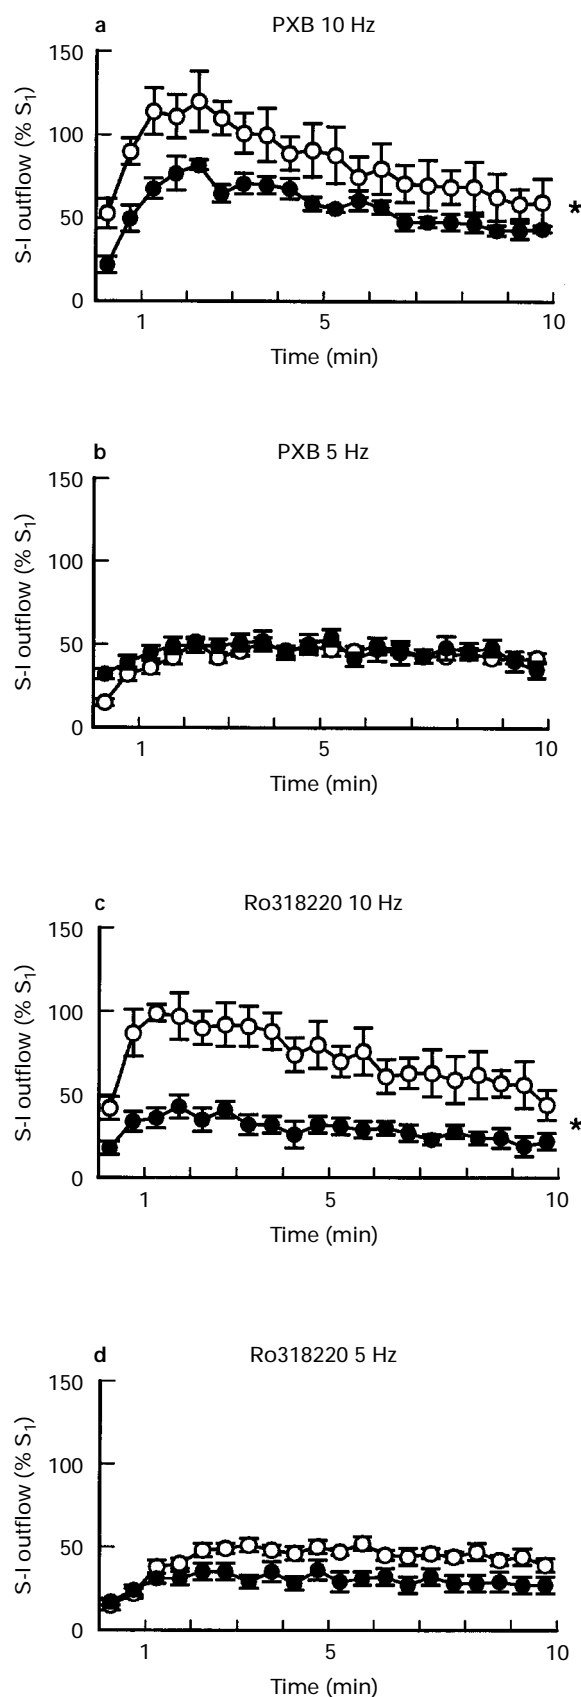 a PXB 10 Hz
150
100
50
0
S-I outflow (% S1)
*
1 5 10
Time (min)
b PXB 5 Hz
150
100
50
0
S-I outflow (% S1)
1 5 10
Time (min)
c Ro318220 10 Hz
150
100
50
0
S-I outflow (% S1)
*
1 5 10
Time (min)
d Ro318220 5 Hz
150
100
50
0
S-I outflow (% S1)
1 5 10
Time (min)